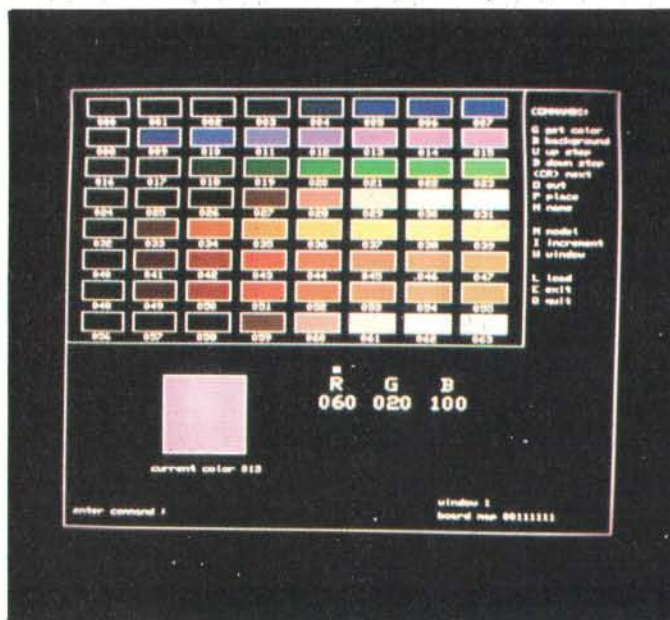 000 001 002 003 004 005 006 007
008 009 010 011 012 013 014 015
016 017 018 019 020 021 022 023
024 025 026 027 028 029 030 031
032 033 034 035 036 037 038 039
040 041 042 043 044 045 046 047
048 049 050 051 052 053 054 055
056 057 058 059 060 061 062 063
COMMANDS:
G get color
B background
U up step
D down step
<CR> next
O out
P place
N name
M model
I increment
W window
L load
E exit
Q quit
R G B
060 020 100
current color 013
enter command :
window 1
board map 00111111